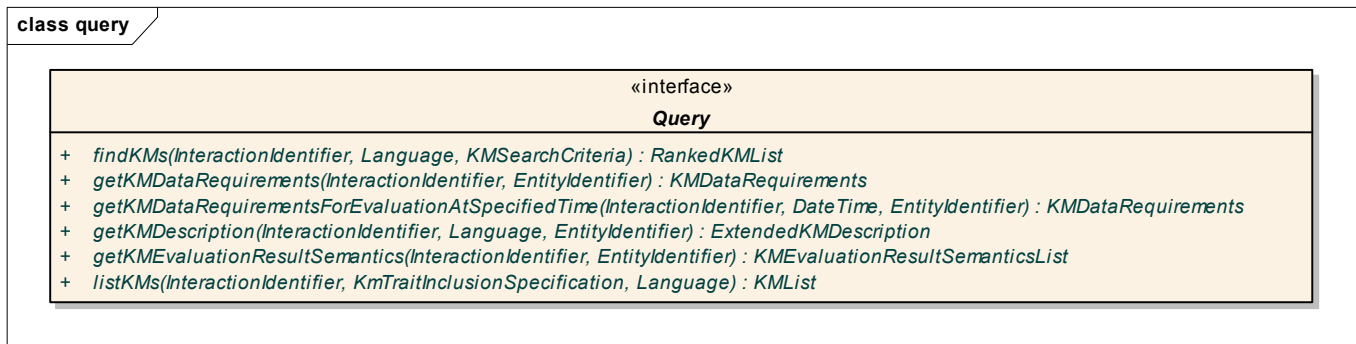 class query
«interface»
Query
+ findKMs(InteractionIdentifier, Language, KMSearchCriteria) : RankedKMList
+ getKMDataRequirements(InteractionIdentifier, EntityIdentifier) : KMDataRequirements
+ getKMDataRequirementsForEvaluationAtSpecifiedTime(InteractionIdentifier, DateTime, EntityIdentifier) : KMDataRequirements
+ getKMDescription(InteractionIdentifier, Language, EntityIdentifier) : ExtendedKMDescription
+ getKMEvaluationResultSemantics(InteractionIdentifier, EntityIdentifier) : KMEvaluationResultSemanticsList
+ listKMs(InteractionIdentifier, KmTraitInclusionSpecification, Language) : KMList